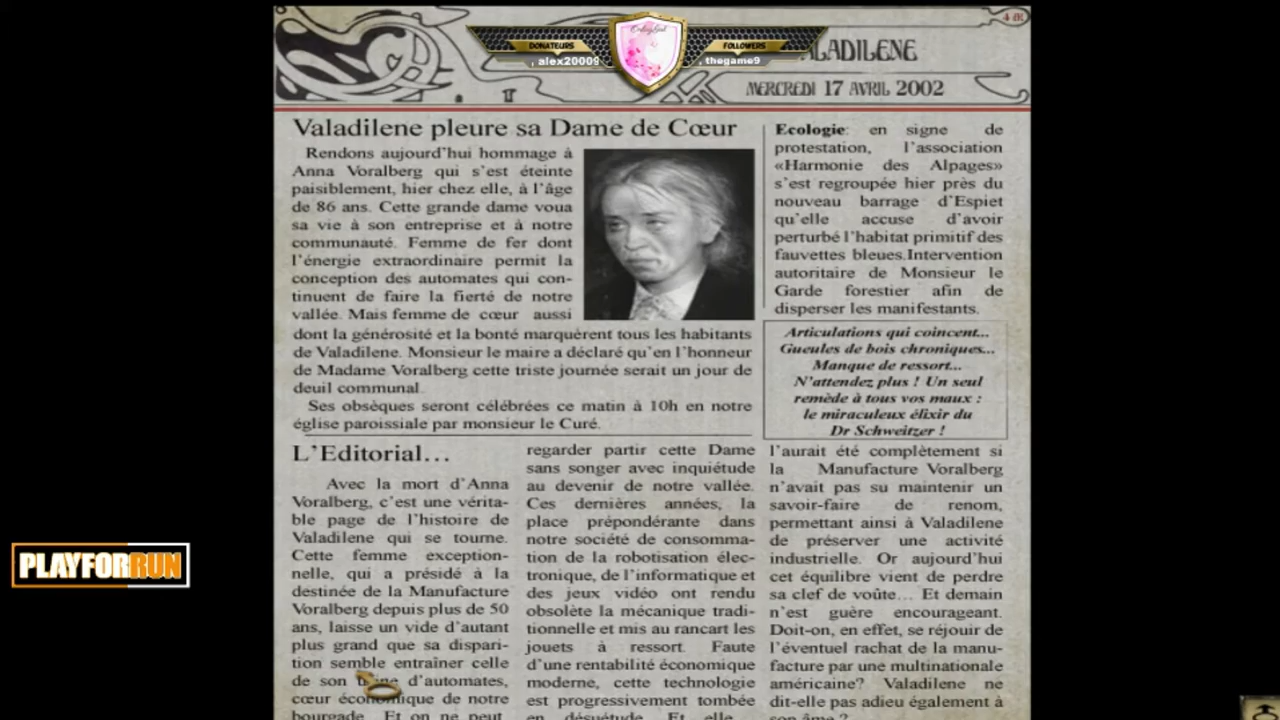 4 dR
DONATEURS
, alex20009
FOLLOWERS
, thegame9
MERCREDI 17 AVRIL 2002
Valadilene pleure sa Dame de Cœur
Rendons aujourd'hui hommage à
Anna Voralberg qui s'est éteinte
paisiblement, hier chez elle, à l'âge
de 86 ans. Cette grande dame voua
sa vie à son entreprise et à notre
communauté. Femme de fer dont
l'énergie extraordinaire permit la
conception des automates qui con-
tinuent de faire la fierté de notre
vallée. Mais femme de cœur aussi
dont la générosité et la bonté marquèrent tous les habitants
de Valadilene. Monsieur le maire a déclaré qu'en l'honneur
de Madame Voralberg cette triste journée serait un jour de
deuil communal.
Ses obsèques seront célébrées ce matin à 10h en notre
église paroissiale par monsieur le Curé.
Ecologie: en signe de
protestation, l'association
«Harmonie des Alpages»
s'est regroupée hier près du
nouveau barrage d'Espiet
qu'elle accuse d'avoir
perturbé l'habitat primitif des
fauvettes bleues.Intervention
autoritaire de Monsieur le
Garde forestier afin de
disperser les manifestants.
Articulations qui coincent...
Gueules de bois chroniques...
Manque de ressort...
N'attendez plus ! Un seul
remède à tous vos maux :
le miraculeux élixir du
Dr Schweitzer !
L'Editorial...
Avec la mort d'Anna
Voralberg, c'est une vérita-
ble page de l'histoire de
Valadilene qui se tourne.
Cette femme exception-
nelle, qui a présidé à la
destinée de la Manufacture
Voralberg depuis plus de 50
ans, laisse un vide d'autant
plus grand que sa dispari-
tion semble entraîner celle
de son usine d'automates,
cœur économique de notre
bourgade. Et on ne peut
regarder partir cette Dame
sans songer avec inquiétude
au devenir de notre vallée.
Ces dernières années, la
place prépondérante dans
notre société de consomma-
tion de la robotisation élec-
tronique, de l'informatique et
des jeux vidéo ont rendu
obsolète la mécanique tradi-
tionnelle et mis au rancart les
jouets à ressort. Faute
d'une rentabilité économique
moderne, cette technologie
est progressivement tombée
en désuétude. Et elle
l'aurait été complètement si
la Manufacture Voralberg
n'avait pas su maintenir un
savoir-faire de renom,
permettant ainsi à Valadilene
de préserver une activité
industrielle. Or aujourd'hui
cet équilibre vient de perdre
sa clef de voûte... Et demain
n'est guère encourageant.
Doit-on, en effet, se réjouir de
l'éventuel rachat de la manu-
facture par une multinationale
américaine? Valadilene ne
dit-elle pas adieu également à
son âme ?
PLAYFORRUN